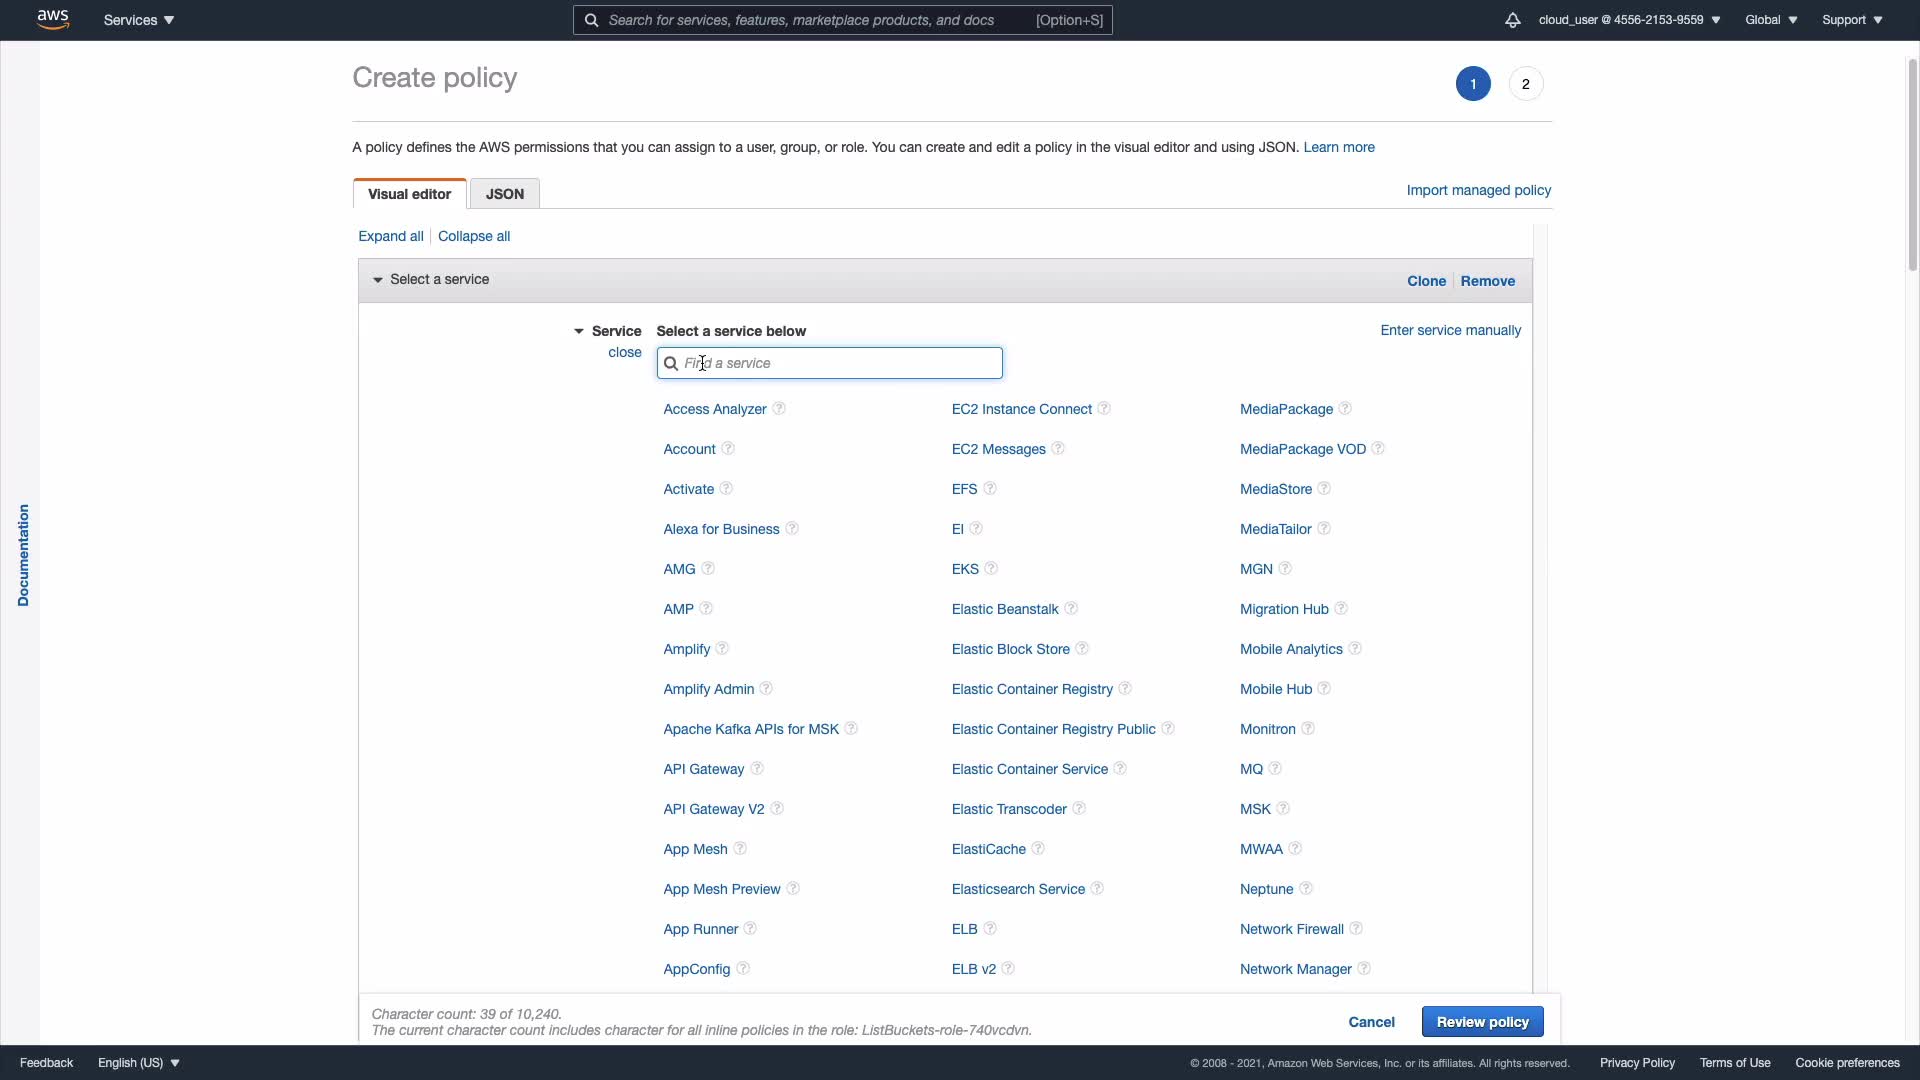 aws
Services
Search for services, features, marketplace products, and docs [Option+S]
cloud_user @ 4556-2153-9559
Global
Support
Create policy
1
2
A policy defines the AWS permissions that you can assign to a user, group, or role. You can create and edit a policy in the visual editor and using JSON. Learn more
Visual editor
JSON
Import managed policy
Expand all
Collapse all
Select a service
Clone
Remove
Service
close
Select a service below
Enter service manually
Find a service
Access Analyzer
EC2 Instance Connect
MediaPackage
Account
EC2 Messages
MediaPackage VOD
Activate
EFS
MediaStore
Alexa for Business
EI
MediaTailor
AMG
EKS
MGN
AMP
Elastic Beanstalk
Migration Hub
Amplify
Elastic Block Store
Mobile Analytics
Amplify Admin
Elastic Container Registry
Mobile Hub
Apache Kafka APIs for MSK
Elastic Container Registry Public
Monitron
API Gateway
Elastic Container Service
MQ
API Gateway V2
Elastic Transcoder
MSK
App Mesh
ElastiCache
MWAA
App Mesh Preview
Elasticsearch Service
Neptune
App Runner
ELB
Network Firewall
AppConfig
ELB v2
Network Manager
Documentation
Character count: 39 of 10,240.
The current character count includes character for all inline policies in the role: ListBuckets-role-740vcdvn.
Cancel
Review policy
Feedback
English (US)
© 2008 - 2021, Amazon Web Services, Inc. or its affiliates. All rights reserved.
Privacy Policy
Terms of Use
Cookie preferences